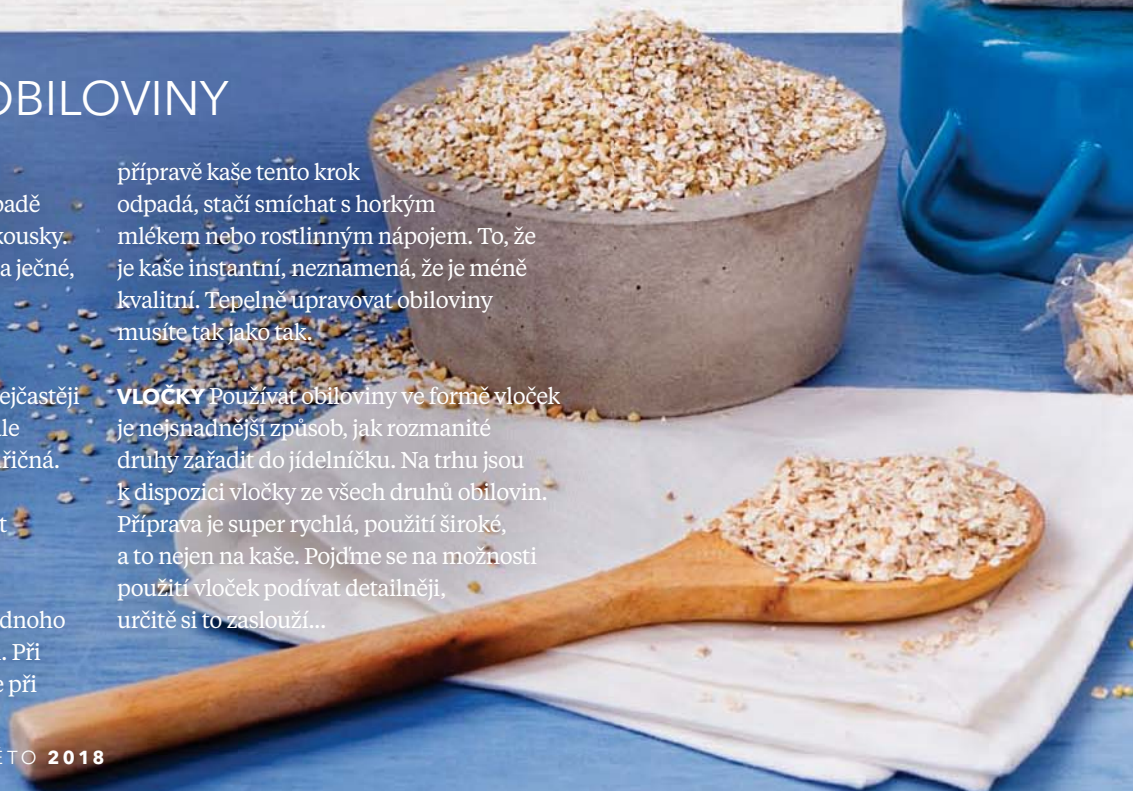 OBILOVINY
padě
kousky.
a ječné,
ejčastěji
le
řičná.
t
dnoho
. Při
e při
přípravě kaše tento krok
odpadá, stačí smíchat s horkým
mlékem nebo rostlinným nápojem. To, že
je kaše instantní, neznamená, že je méně
kvalitní. Tepelně upravovat obiloviny
musíte tak jako tak.
VLOČKY Používat obiloviny ve formě vloček
je nejsnadnější způsob, jak rozmanité
druhy zařadit do jídelníčku. Na trhu jsou
k dispozici vločky ze všech druhů obilovin.
Příprava je super rychlá, použití široké,
a to nejen na kaše. Pojďme se na možnosti
použití vloček podívat detailněji,
určitě si to zaslouží...
ÉTO 2018